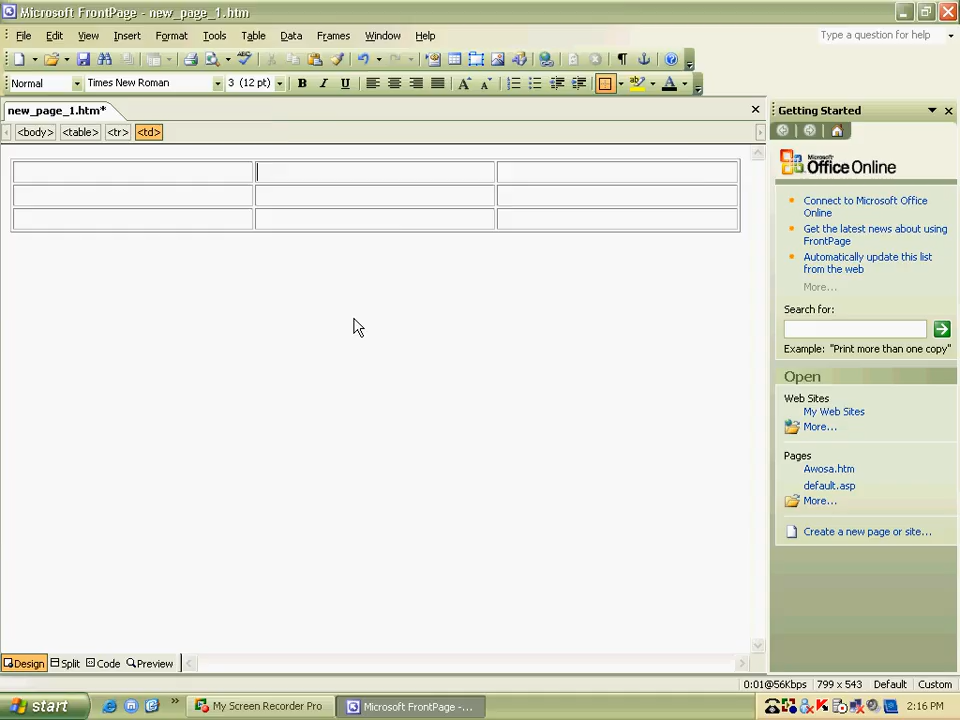 Microsoft FrontPage - new_page_1.htm
File Edit View Insert Format Tools Table Data Frames Window Help Type a question for help
Normal Times New Roman 3 (12 pt) B I U A A A
new_page_1.htm*
Getting Started
<body> <table> <tr> <td>
Microsoft
Office Online
Connect to Microsoft Office
Online
Get the latest news about using
FrontPage
Automatically update this list
from the web
More...
Search for:
Example: "Print more than one copy"
Open
Web Sites
My Web Sites
More...
Pages
Awosa.htm
default.asp
More...
Create a new page or site...
Design Split Code Preview
0:01@56Kbps 799 x 543 Default Custom
start My Screen Recorder Pro Microsoft FrontPage -... 2:16 PM